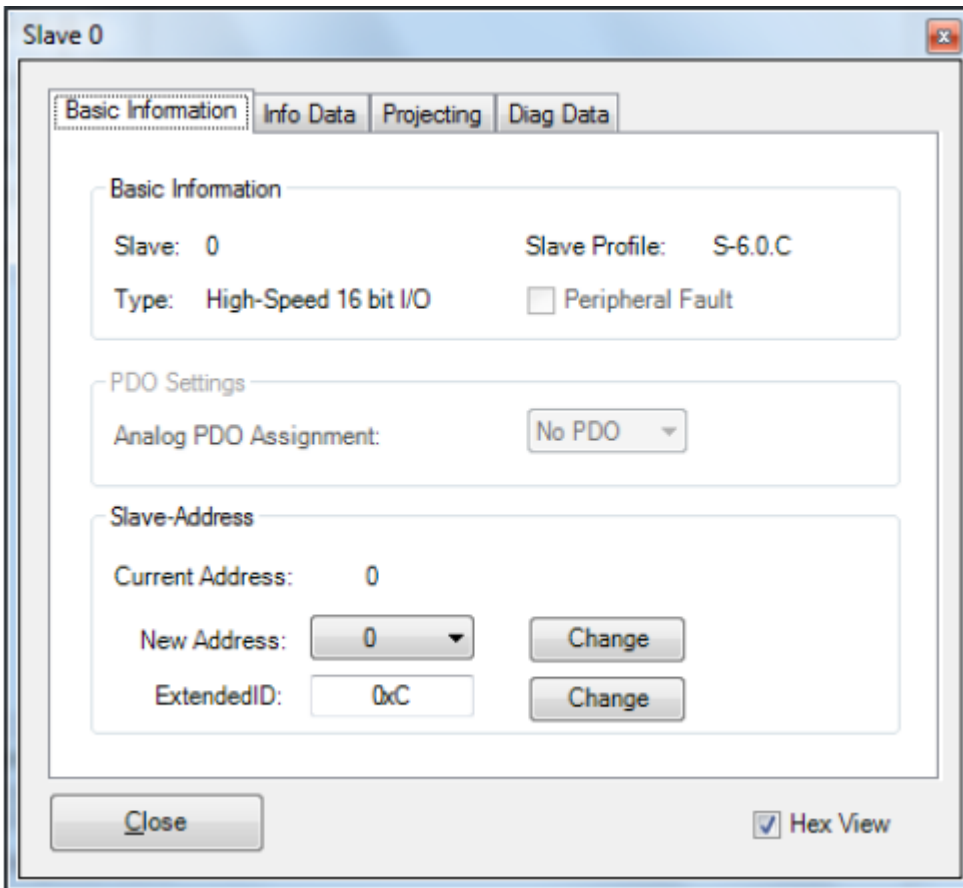 Slave 0
Basic Information Info Data Projecting Diag Data
Basic Information
Slave: 0 Slave Profile: S-6.0.C
Type: High-Speed 16 bit I/O Peripheral Fault
PDO Settings
Analog PDO Assignment: No PDO
Slave-Address
Current Address: 0
New Address: 0 Change
ExtendedID: 0xC Change
Close Hex View